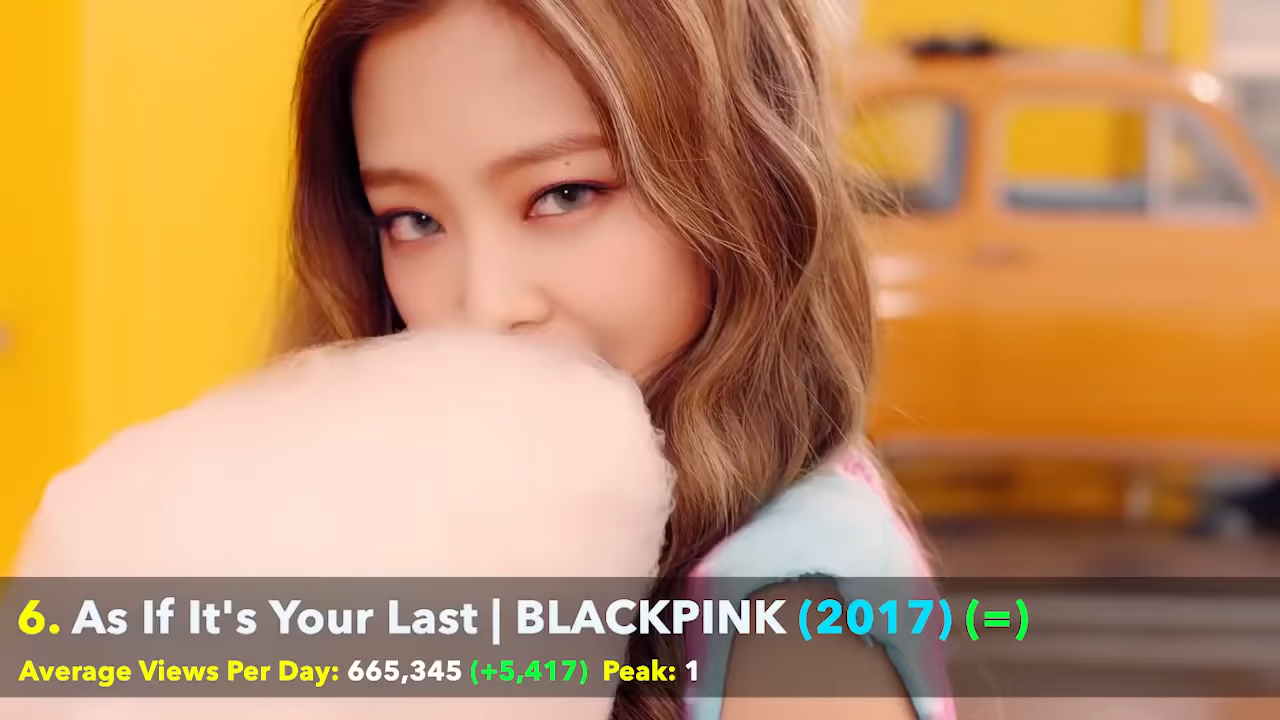 6. As If It's Your Last | BLACKPINK (2017) (=)
Average Views Per Day: 665,345 (+5,417) Peak: 1